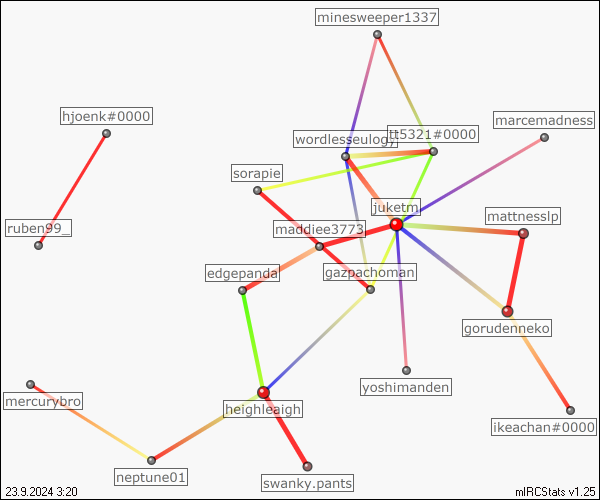 minesweeper1337
hjoenk#0000
marcemadness
wordlesseulogy
tt5321#0000
sorapie
juketm
mattnesslp
ruben99_
maddiee3773
edgepanda
gazpachoman
gorudenneko
yoshimanden
mercurybro
heighleaigh
ikeachan#0000
neptune01
swanky.pants
23.9.2024 3:20
mIRCStats v1.25